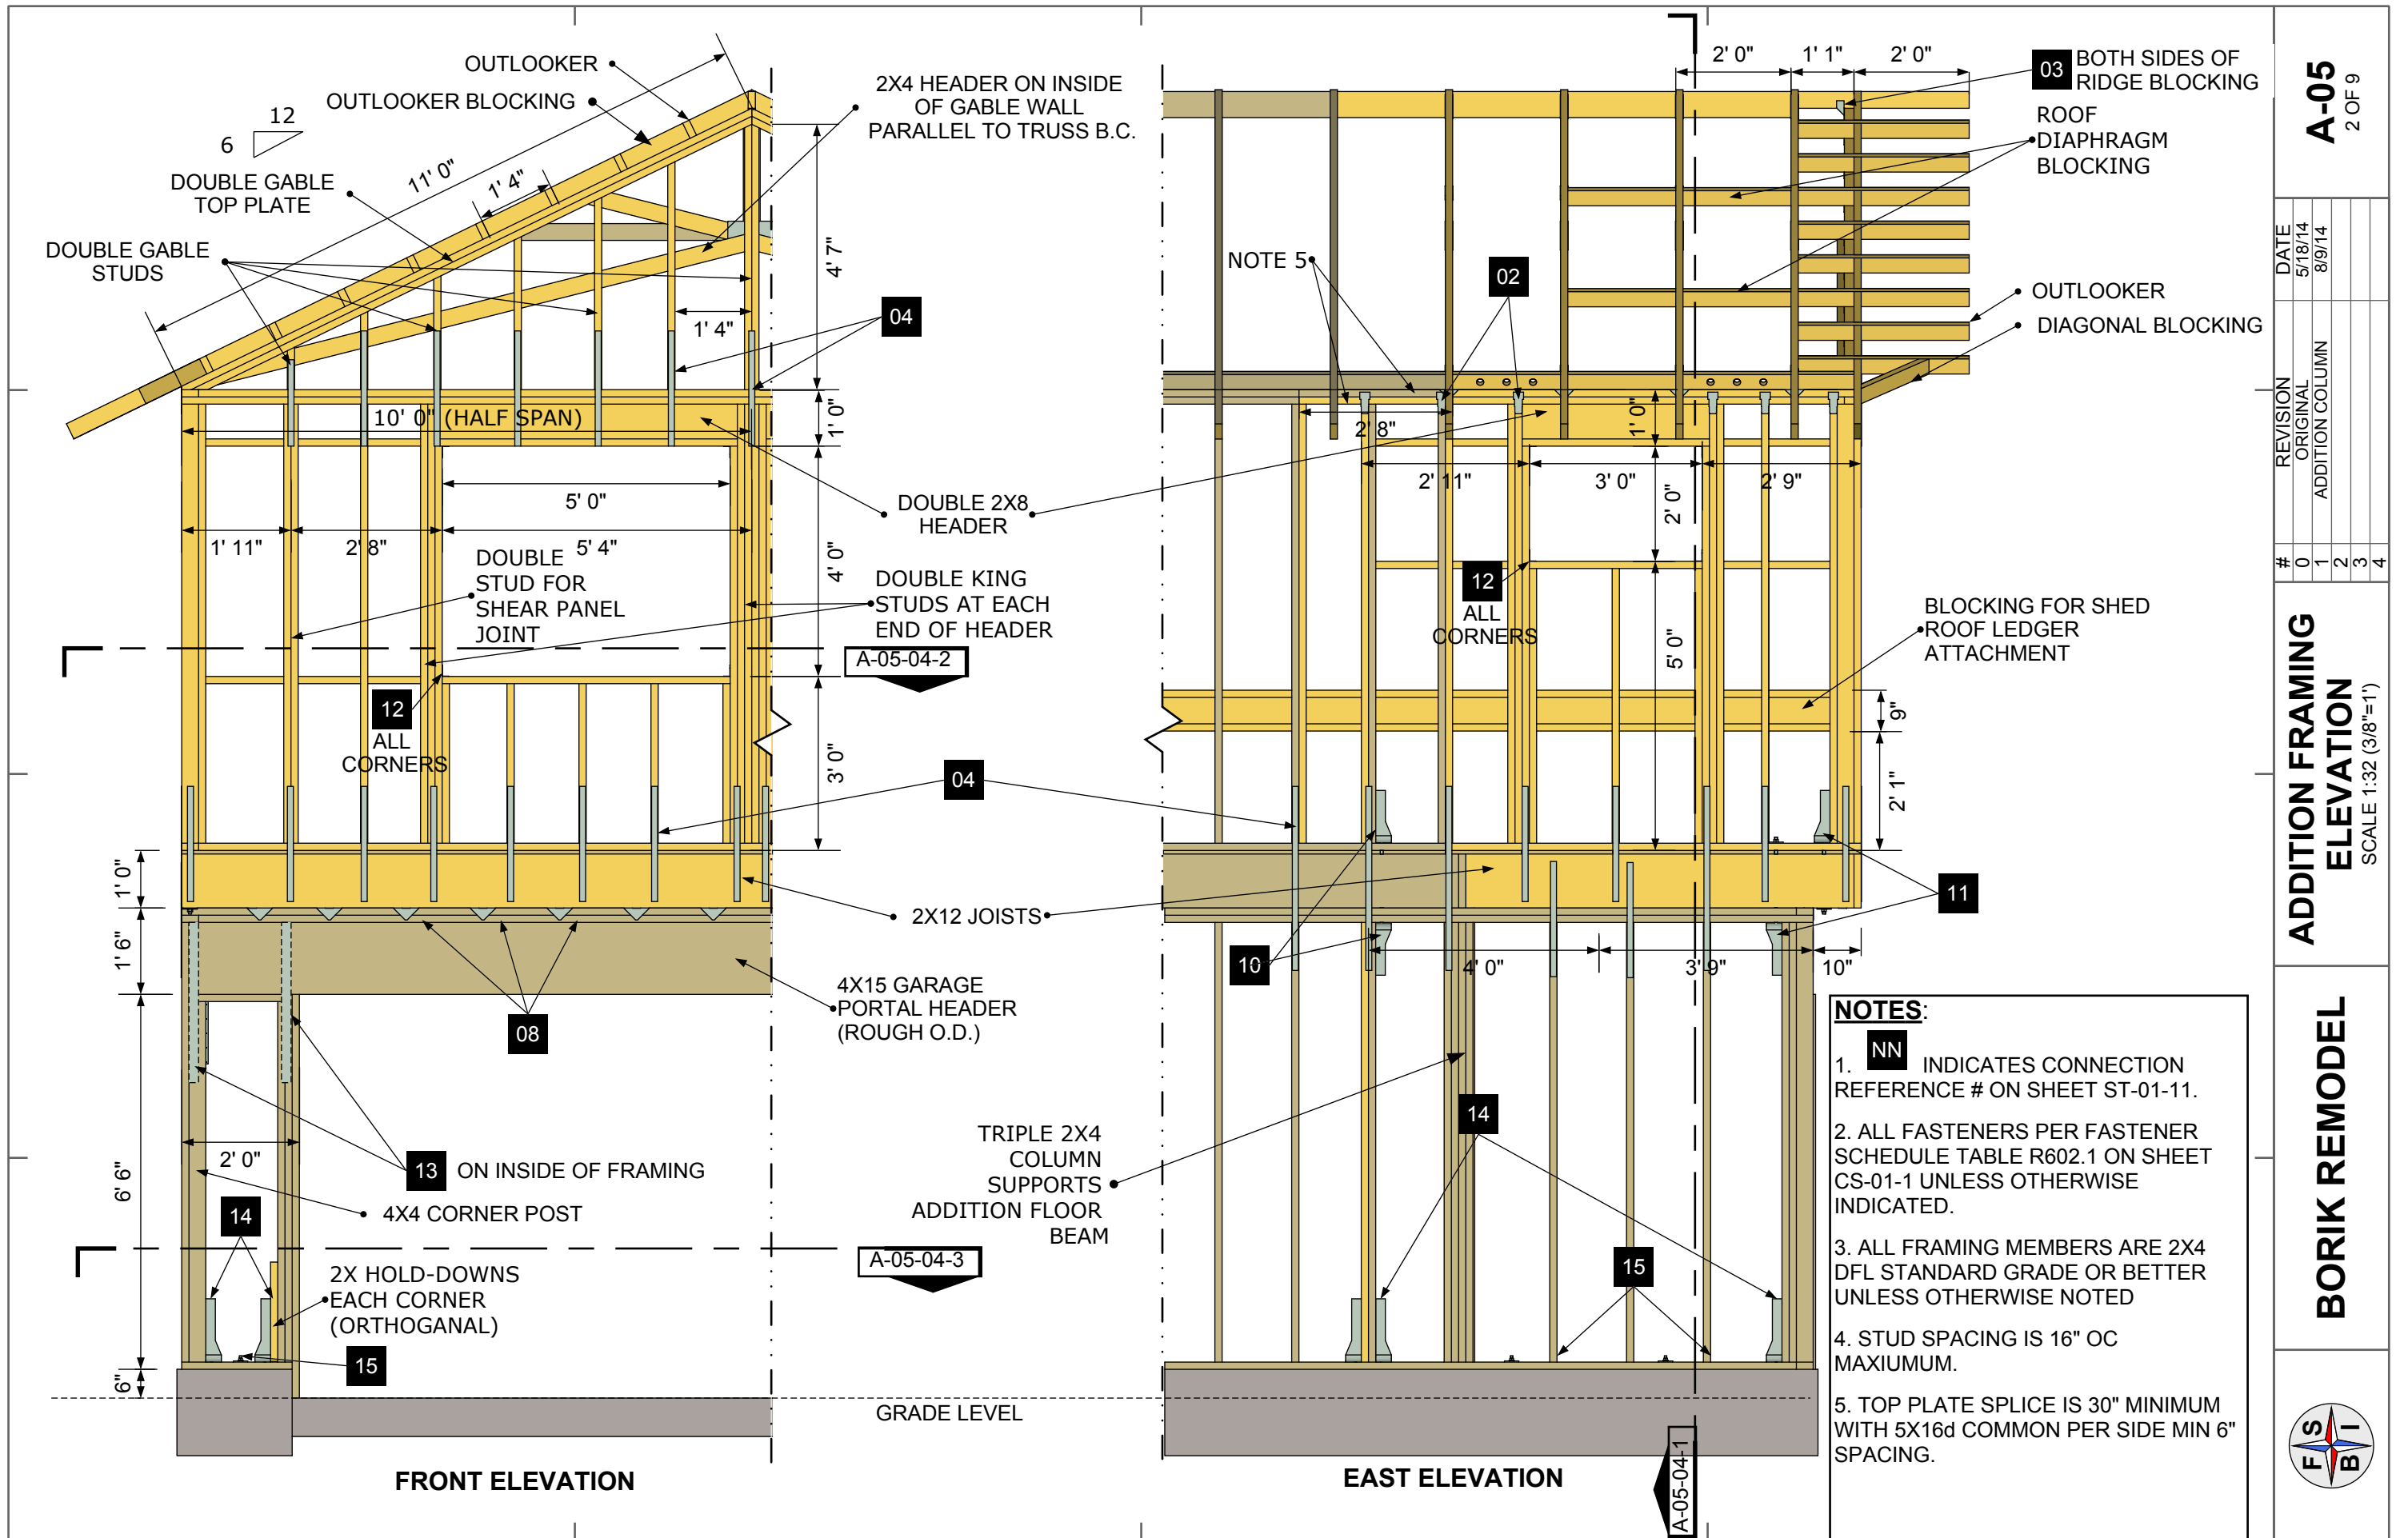 OUTLOOKER
OUTLOOKER BLOCKING
2X4 HEADER ON INSIDE
OF GABLE WALL
PARALLEL TO TRUSS B.C.
12
6
11' 0"
1' 4"
DOUBLE GABLE
TOP PLATE
DOUBLE GABLE
STUDS
4' 7"
1' 4"
04
10' 0" (HALF SPAN)
1' 0"
5' 0"
DOUBLE 2X8
HEADER
1' 11"
2' 8"
5' 4"
4' 0"
DOUBLE
STUD FOR
SHEAR PANEL
JOINT
DOUBLE KING
STUDS AT EACH
END OF HEADER
A-05-04-2
12
ALL
CORNERS
3' 0"
04
1' 0"
2X12 JOISTS
1' 6"
4X15 GARAGE
PORTAL HEADER
(ROUGH O.D.)
08
6' 6"
2' 0"
13
ON INSIDE OF FRAMING
4X4 CORNER POST
14
A-05-04-3
2X HOLD-DOWNS
EACH CORNER
(ORTHOGANAL)
15
6"
GRADE LEVEL
FRONT ELEVATION
2' 0"
1' 1"
2' 0"
03
BOTH SIDES OF
RIDGE BLOCKING
ROOF
DIAPHRAGM
BLOCKING
NOTE 5
02
OUTLOOKER
DIAGONAL BLOCKING
2' 8"
1' 0"
2' 11"
3' 0"
2' 9"
2' 0"
12
ALL
CORNERS
5' 0"
BLOCKING FOR SHED
ROOF LEDGER
ATTACHMENT
9"
2' 1"
11
10
4' 0"
3' 9"
10"
TRIPLE 2X4
COLUMN
SUPPORTS
ADDITION FLOOR
BEAM
14
15
A-05-04-1
EAST ELEVATION
NOTES:
1. NN INDICATES CONNECTION
REFERENCE # ON SHEET ST-01-11.
2. ALL FASTENERS PER FASTENER
SCHEDULE TABLE R602.1 ON SHEET
CS-01-1 UNLESS OTHERWISE
INDICATED.
3. ALL FRAMING MEMBERS ARE 2X4
DFL STANDARD GRADE OR BETTER
UNLESS OTHERWISE NOTED
4. STUD SPACING IS 16" OC
MAXIUMUM.
5. TOP PLATE SPLICE IS 30" MINIMUM
WITH 5X16d COMMON PER SIDE MIN 6"
SPACING.
A-05
2 OF 9
# REVISION DATE
0 ORIGINAL 5/18/14
1 ADDITION COLUMN 8/9/14
2
3
4
ADDITION FRAMING
ELEVATION
SCALE 1:32 (3/8"=1')
BORIK REMODEL
F S
B I